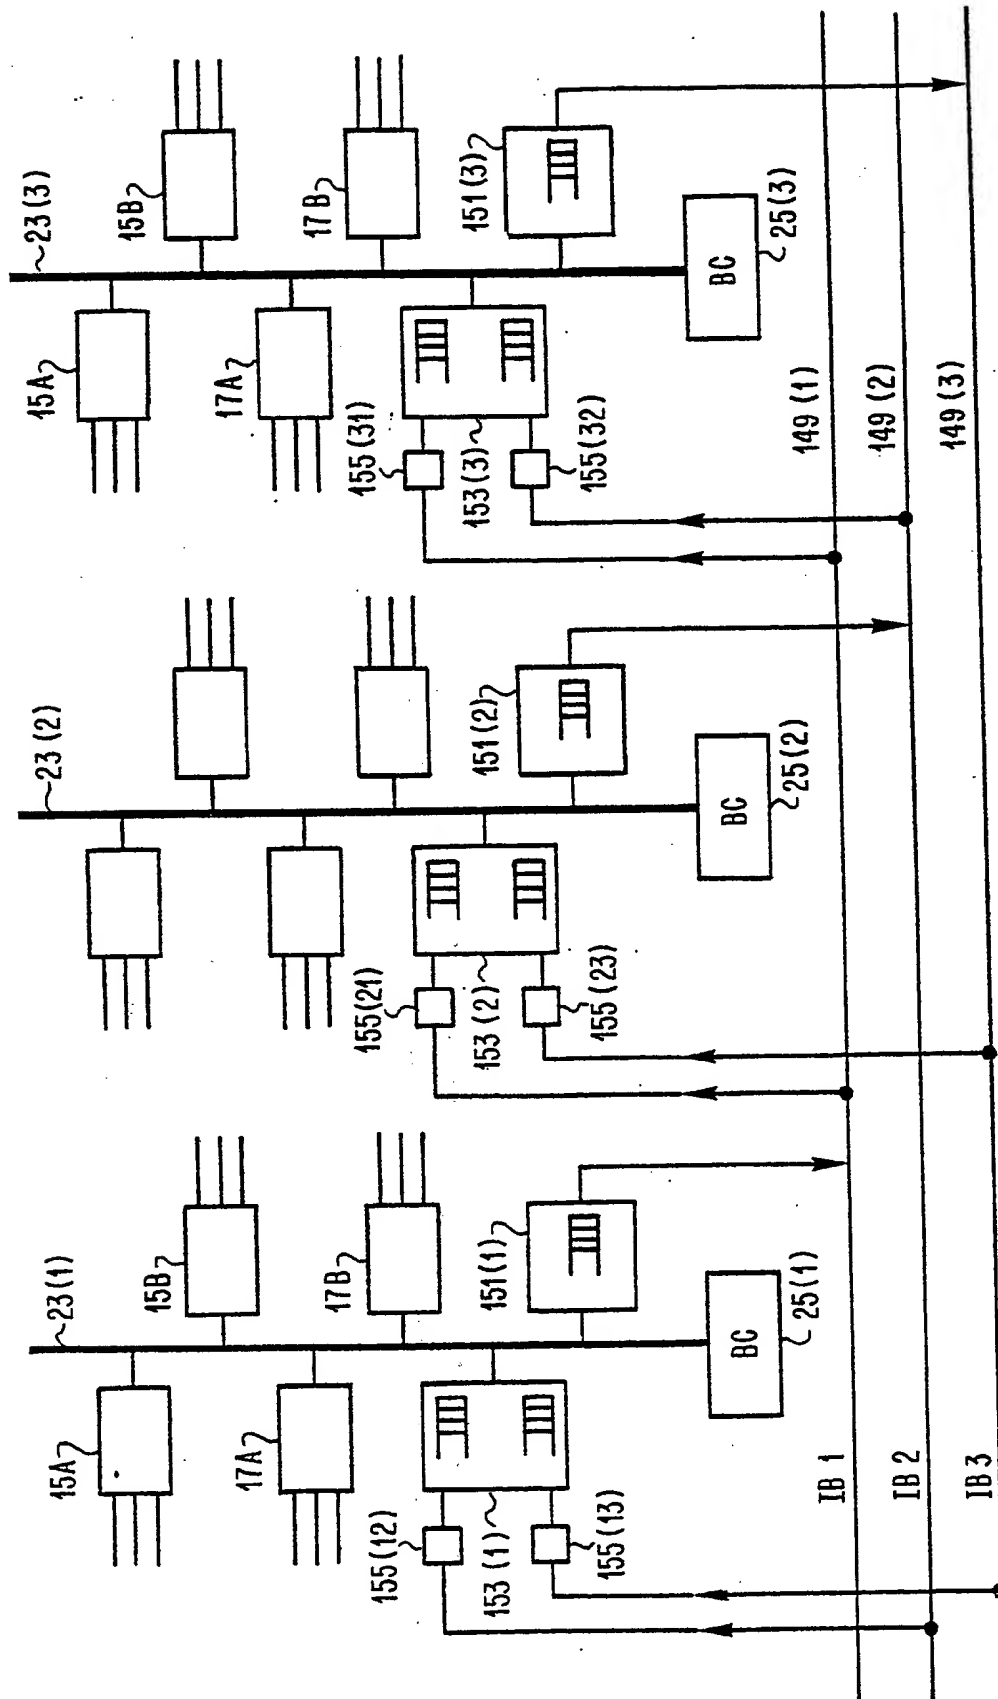 23(1)
15A
15B
17A
17B
155(12)
153(1)
155(13)
151(1)
BC
25(1)
23(2)
155(21)
153(2)
155(23)
151(2)
BC
25(2)
23(3)
15A
15B
17A
17B
155(31)
153(3)
155(32)
151(3)
BC
25(3)
IB 1
149(1)
IB 2
149(2)
IB 3
149(3)